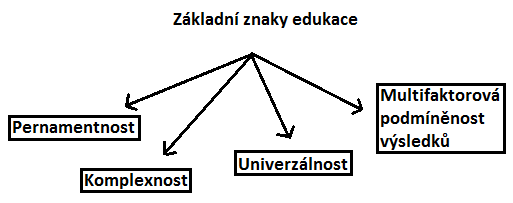 Základní znaky edukace
Pernamentnost
Komplexnost
Univerzálnost
Multifaktorová
podmíněnost
výsledků